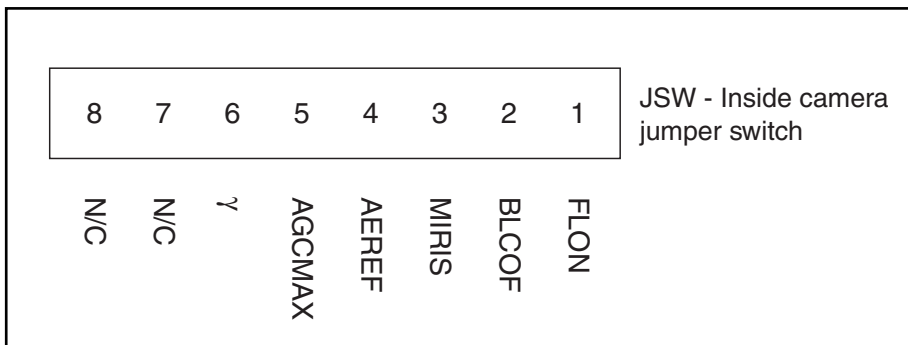 8 7 6 5 4 3 2 1
JSW - Inside camera
jumper switch
N/C
N/C
γ
AGCMAX
AEREF
MIRIS
BLCOF
FLON